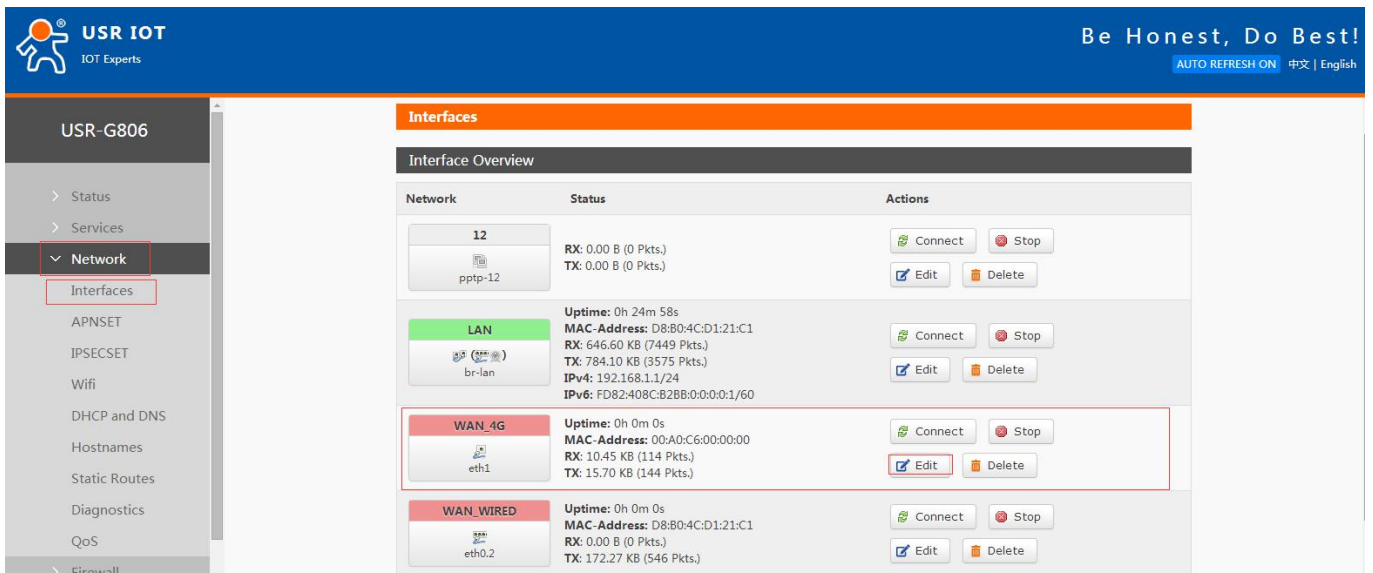 USR IOT
IOT Experts
®
Be Honest, Do Best!
AUTO REFRESH ON 中文 | English
USR-G806
Status
Services
Network
Interfaces
APNSET
IPSECSET
Wifi
DHCP and DNS
Hostnames
Static Routes
Diagnostics
QoS
Firewall
Interfaces
Interface Overview
Network Status Actions
12
pptp-12
RX: 0.00 B (0 Pkts.)
TX: 0.00 B (0 Pkts.)
Connect Stop
Edit Delete
LAN
br-lan
Uptime: 0h 24m 58s
MAC-Address: D8:B0:4C:D1:21:C1
RX: 646.60 KB (7449 Pkts.)
TX: 784.10 KB (3575 Pkts.)
IPv4: 192.168.1.1/24
IPv6: FD82:408C:B2BB:0:0:0:0:1/60
Connect Stop
Edit Delete
WAN_4G
eth1
Uptime: 0h 0m 0s
MAC-Address: 00:A0:C6:00:00:00
RX: 10.45 KB (114 Pkts.)
TX: 15.70 KB (144 Pkts.)
Connect Stop
Edit Delete
WAN_WIRED
eth0.2
Uptime: 0h 0m 0s
MAC-Address: D8:B0:4C:D1:21:C1
RX: 0.00 B (0 Pkts.)
TX: 172.27 KB (546 Pkts.)
Connect Stop
Edit Delete